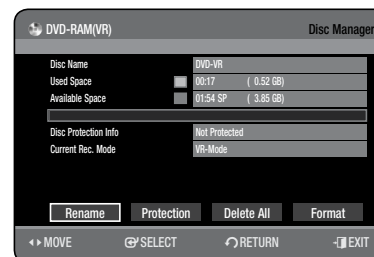 DVD-RAM(VR) Disc Manager
Disc Name DVD-VR
Used Space 00:17 ( 0.52 GB)
Available Space 01:54 SP ( 3.85 GB)
Disc Protection Info Not Protected
Current Rec. Mode VR-Mode
Rename Protection Delete All Format
MOVE SELECT RETURN EXIT